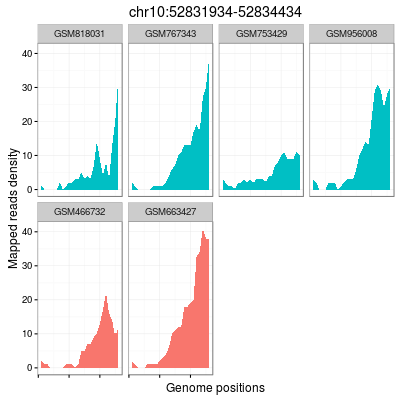 chr10:52831934-52834434
GSM818031 GSM767343 GSM753429 GSM956008
40
30
20
10
0
GSM466732 GSM663427
40
30
20
10
0
Mapped reads density
Genome positions